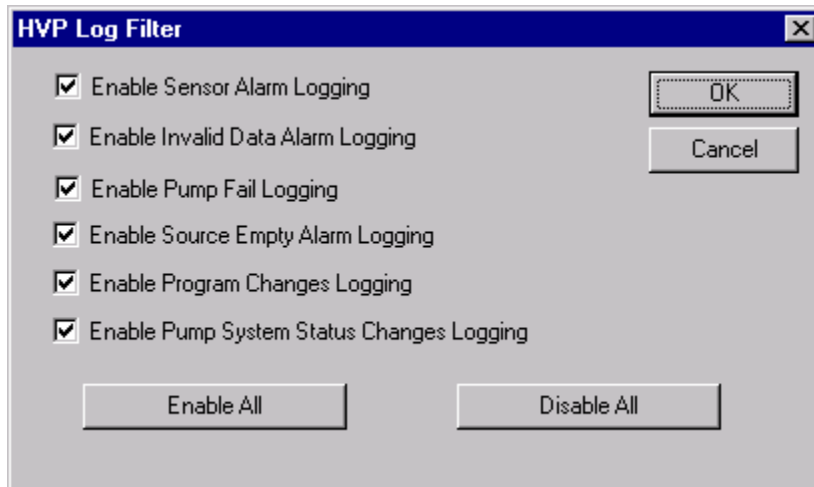 HVP Log Filter
Enable Sensor Alarm Logging
OK
Enable Invalid Data Alarm Logging
Cancel
Enable Pump Fail Logging
Enable Source Empty Alarm Logging
Enable Program Changes Logging
Enable Pump System Status Changes Logging
Enable All
Disable All